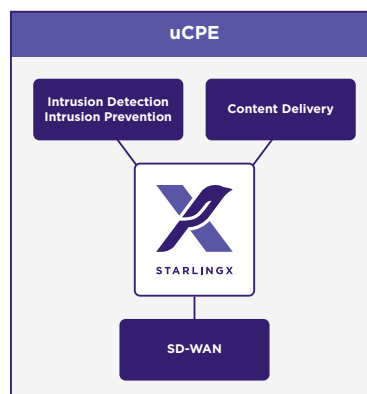 uCPE
Intrusion Detection
Intrusion Prevention
Content Delivery
STARLINGX
SD-WAN